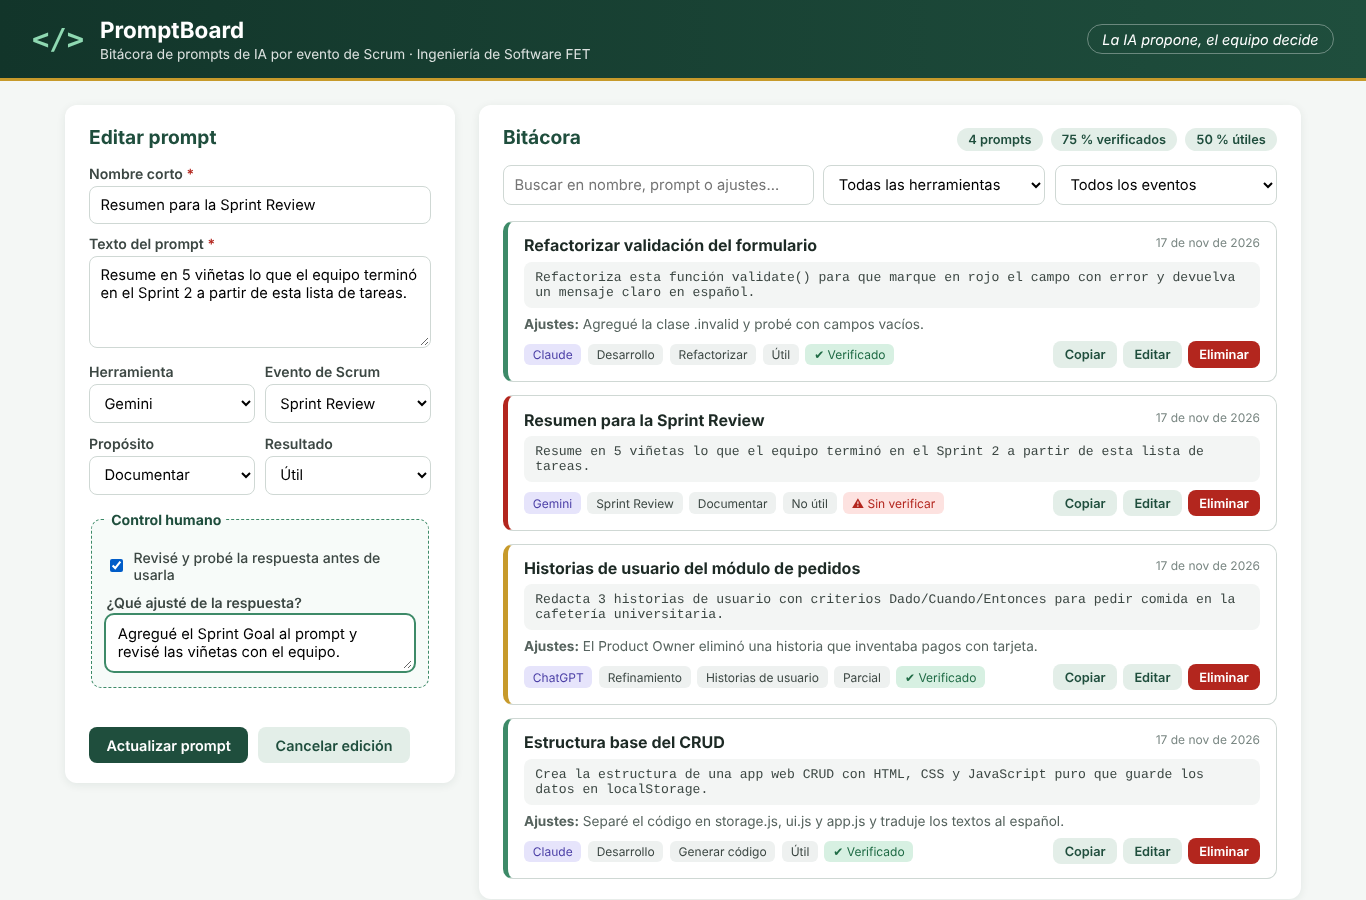 </>
PromptBoard
Bitácora de prompts de IA por evento de Scrum · Ingeniería de Software FET
La IA propone, el equipo decide
Editar prompt
Nombre corto *
Resumen para la Sprint Review
Texto del prompt *
Resume en 5 viñetas lo que el equipo terminó
en el Sprint 2 a partir de esta lista de tareas.
Herramienta Evento de Scrum
Gemini Sprint Review
Propósito Resultado
Documentar Útil
Control humano
Revisé y probé la respuesta antes de
usarla
¿Qué ajusté de la respuesta?
Agregué el Sprint Goal al prompt y
revisé las viñetas con el equipo.
Actualizar prompt Cancelar edición
Bitácora 4 prompts 75 % verificados 50 % útiles
Buscar en nombre, prompt o ajustes... Todas las herramientas Todos los eventos
Refactorizar validación del formulario 17 de nov de 2026
Refactoriza esta función validate() para que marque en rojo el campo con error y devuelva
un mensaje claro en español.
Ajustes: Agregué la clase .invalid y probé con campos vacíos.
Claude Desarrollo Refactorizar Útil ✔ Verificado Copiar Editar Eliminar
Resumen para la Sprint Review 17 de nov de 2026
Resume en 5 viñetas lo que el equipo terminó en el Sprint 2 a partir de esta lista de
tareas.
Gemini Sprint Review Documentar No útil ⚠ Sin verificar Copiar Editar Eliminar
Historias de usuario del módulo de pedidos 17 de nov de 2026
Redacta 3 historias de usuario con criterios Dado/Cuando/Entonces para pedir comida en la
cafetería universitaria.
Ajustes: El Product Owner eliminó una historia que inventaba pagos con tarjeta.
ChatGPT Refinamiento Historias de usuario Parcial ✔ Verificado Copiar Editar Eliminar
Estructura base del CRUD 17 de nov de 2026
Crea la estructura de una app web CRUD con HTML, CSS y JavaScript puro que guarde los
datos en localStorage.
Ajustes: Separé el código en storage.js, ui.js y app.js y traduje los textos al español.
Claude Desarrollo Generar código Útil ✔ Verificado Copiar Editar Eliminar